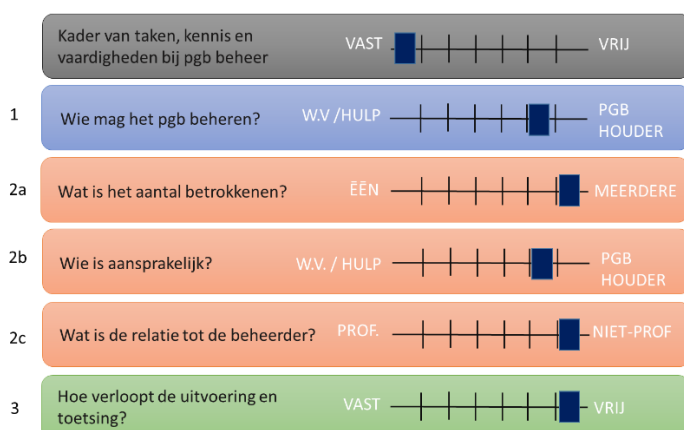 Kader van taken, kennis en
vaardigheden bij pgb beheer
VAST
VRIJ
1
Wie mag het pgb beheren?
W.V /HULP
PGB
HOUDER
2a
Wat is het aantal betrokkenen?
ĒĒN
MEERDERE
2b
Wie is aansprakelijk?
W.V. / HULP
PGB
HOUDER
2c
Wat is de relatie tot de beheerder?
PROF.
NIET-PROF
3
Hoe verloopt de uitvoering en
toetsing?
VAST
VRIJ